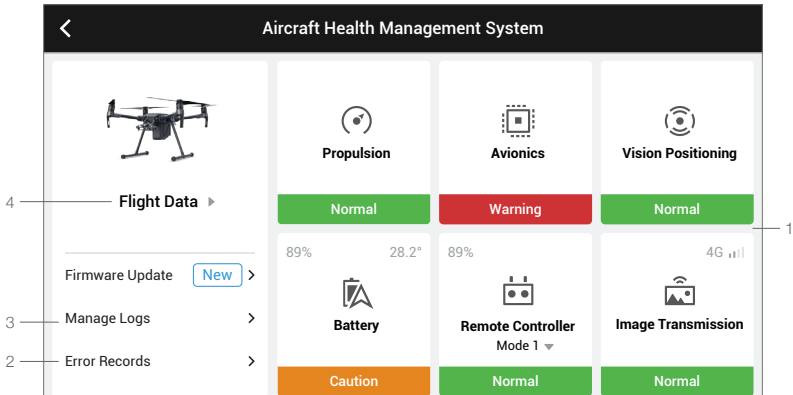 Aircraft Health Management System
Propulsion
Avionics
Vision Positioning
4
Flight Data
Normal
Warning
Normal
1
89%
28.2°
89%
4G
Firmware Update
New
3
Manage Logs
Battery
Remote Controller
Image Transmission
Mode 1
2
Error Records
Caution
Normal
Normal